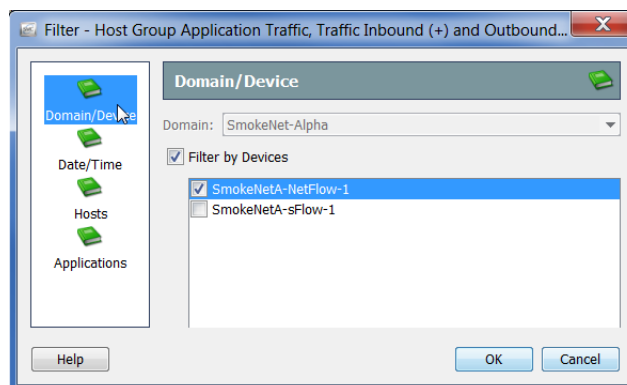 Filter - Host Group Application Traffic, Traffic Inbound (+) and Outbound...
Domain/Device
Domain/Device
Domain: SmokeNet-Alpha
Date/Time
Filter by Devices
SmokeNetA-NetFlow-1
Hosts
SmokeNetA-sFlow-1
Applications
Help
OK
Cancel